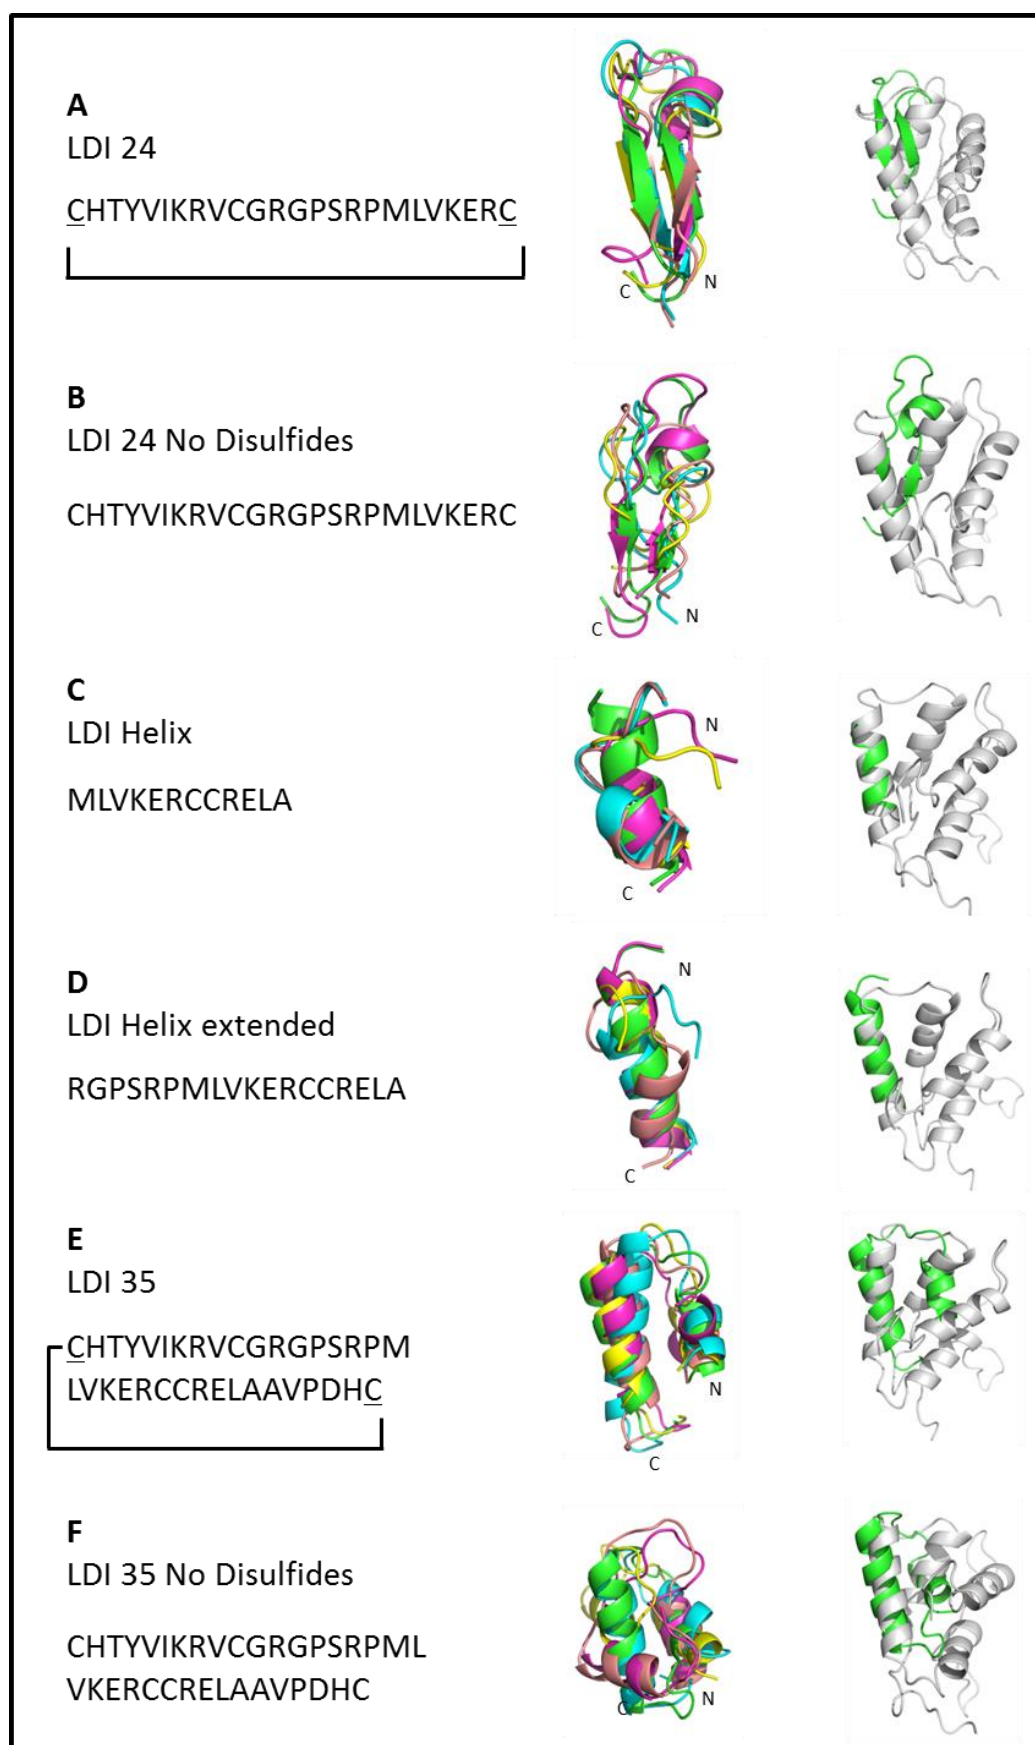 A
LDI 24
CHTYVIKRVCGRGPSRPMLVKERC
C
N
B
LDI 24 No Disulfides
CHTYVIKRVCGRGPSRPMLVKERC
C
N
C
LDI Helix
MLVKERCCRELA
N
C
D
LDI Helix extended
RGPSRPMLVKERCCRELA
N
C
E
LDI 35
CHTYVIKRVCGRGPSRPM
LVKERCCRELAAVPDHC
N
C
F
LDI 35 No Disulfides
CHTYVIKRVCGRGPSRPML
VKERCCRELAAVPDHC
C
N